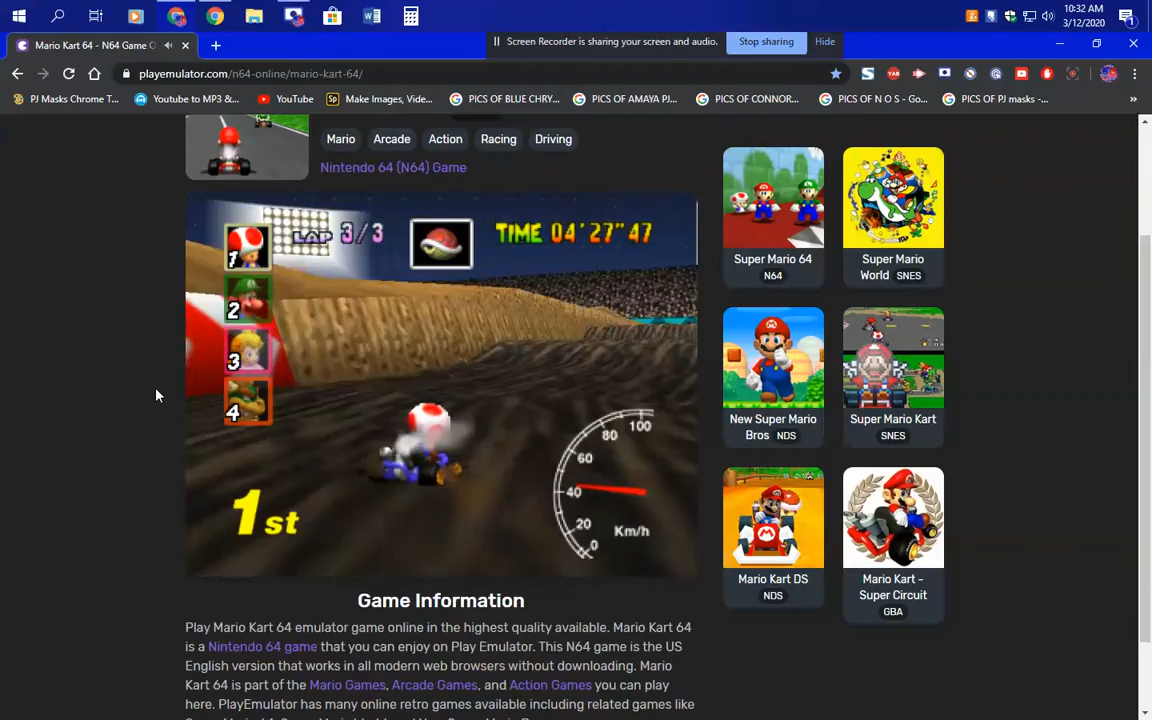 10:32 AM
3/12/2020
1
Mario Kart 64 - N64 Game O
Screen Recorder is sharing your screen and audio.
Stop sharing
Hide
playemulator.com/n64-online/mario-kart-64/
PJ Masks Chrome T...
Youtube to MP3 &...
YouTube
Make Images, Vide...
PICS OF BLUE CHRY...
PICS OF AMAYA PJ...
PICS OF CONNOR...
PICS OF N O S - Go...
PICS OF PJ masks -...
Mario
Arcade
Action
Racing
Driving
Nintendo 64 (N64) Game
LAP 3/3
TIME 04'27"47
1
2
3
4
1st
100
80
60
40
20
0
Km/h
Super Mario 64
N64
Super Mario
World SNES
New Super Mario
Bros NDS
Super Mario Kart
SNES
Mario Kart DS
NDS
Mario Kart -
Super Circuit
GBA
Game Information
Play Mario Kart 64 emulator game online in the highest quality available. Mario Kart 64
is a Nintendo 64 game that you can enjoy on Play Emulator. This N64 game is the US
English version that works in all modern web browsers without downloading. Mario
Kart 64 is part of the Mario Games, Arcade Games, and Action Games you can play
here. PlayEmulator has many online retro games available including related games like